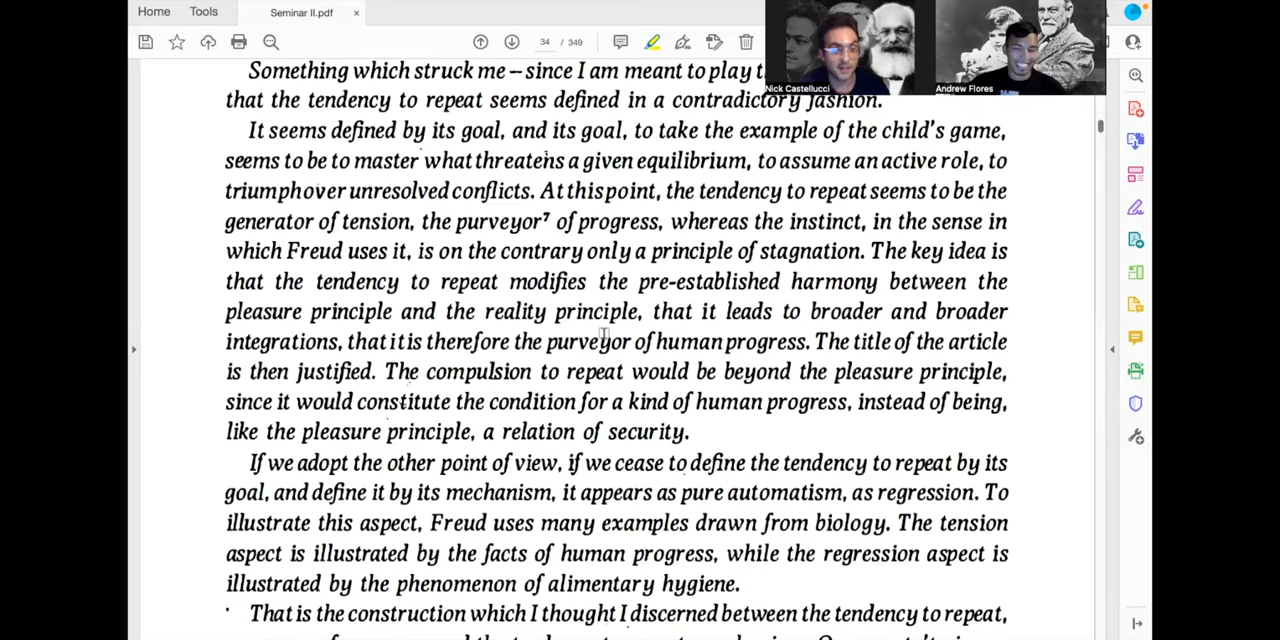 Home Tools Seminar II.pdf ×
34 / 349
Nick Castellucci Andrew Flores
Something which struck me – since I am meant to play t
that the tendency to repeat seems defined in a contradictory fashion.
It seems defined by its goal, and its goal, to take the example of the child's game,
seems to be to master what threatens a given equilibrium, to assume an active role, to
triumph over unresolved conflicts. At this point, the tendency to repeat seems to be the
generator of tension, the purveyor⁷ of progress, whereas the instinct, in the sense in
which Freud uses it, is on the contrary only a principle of stagnation. The key idea is
that the tendency to repeat modifies the pre-established harmony between the
pleasure principle and the reality principle, that it leads to broader and broader
integrations, that it is therefore the purveyor of human progress. The title of the article
is then justified. The compulsion to repeat would be beyond the pleasure principle,
since it would constitute the condition for a kind of human progress, instead of being,
like the pleasure principle, a relation of security.
If we adopt the other point of view, if we cease to define the tendency to repeat by its
goal, and define it by its mechanism, it appears as pure automatism, as regression. To
illustrate this aspect, Freud uses many examples drawn from biology. The tension
aspect is illustrated by the facts of human progress, while the regression aspect is
illustrated by the phenomenon of alimentary hygiene.
That is the construction which I thought I discerned between the tendency to repeat,